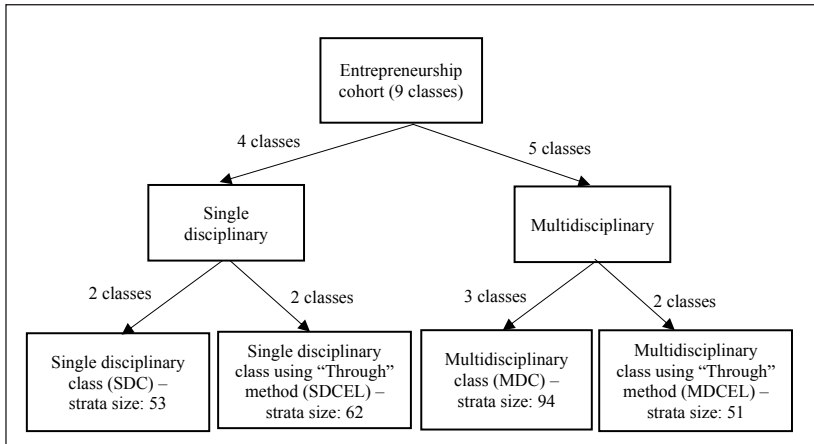 Entrepreneurship
cohort (9 classes)
4 classes
5 classes
Single
disciplinary
Multidisciplinary
2 classes
2 classes
3 classes
2 classes
Single disciplinary
class (SDC) –
strata size: 53
Single disciplinary
class using “Through”
method (SDCEL) –
strata size: 62
Multidisciplinary
class (MDC) –
strata size: 94
Multidisciplinary
class using “Through”
method (MDCEL) –
strata size: 51